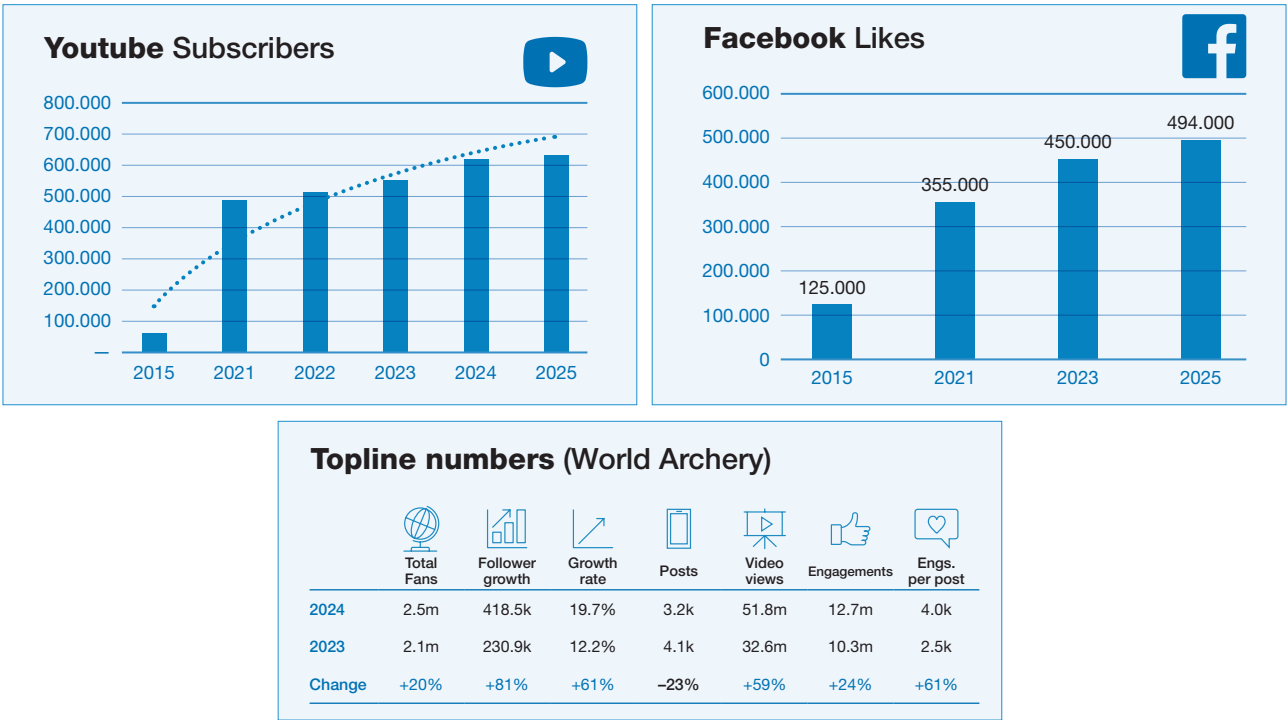 Youtube Subscribers
800.000
700.000
600.000
500.000
400.000
300.000
200.000
100.000
–
2015 2021 2022 2023 2024 2025
Facebook Likes
600.000
500.000
400.000
300.000
200.000
100.000
0
125.000
355.000
450.000
494.000
2015 2021 2023 2025
Topline numbers (World Archery)
Total Fans Follower growth Growth rate Posts Video views Engagements Engs. per post
2024 2.5m 418.5k 19.7% 3.2k 51.8m 12.7m 4.0k
2023 2.1m 230.9k 12.2% 4.1k 32.6m 10.3m 2.5k
Change +20% +81% +61% –23% +59% +24% +61%